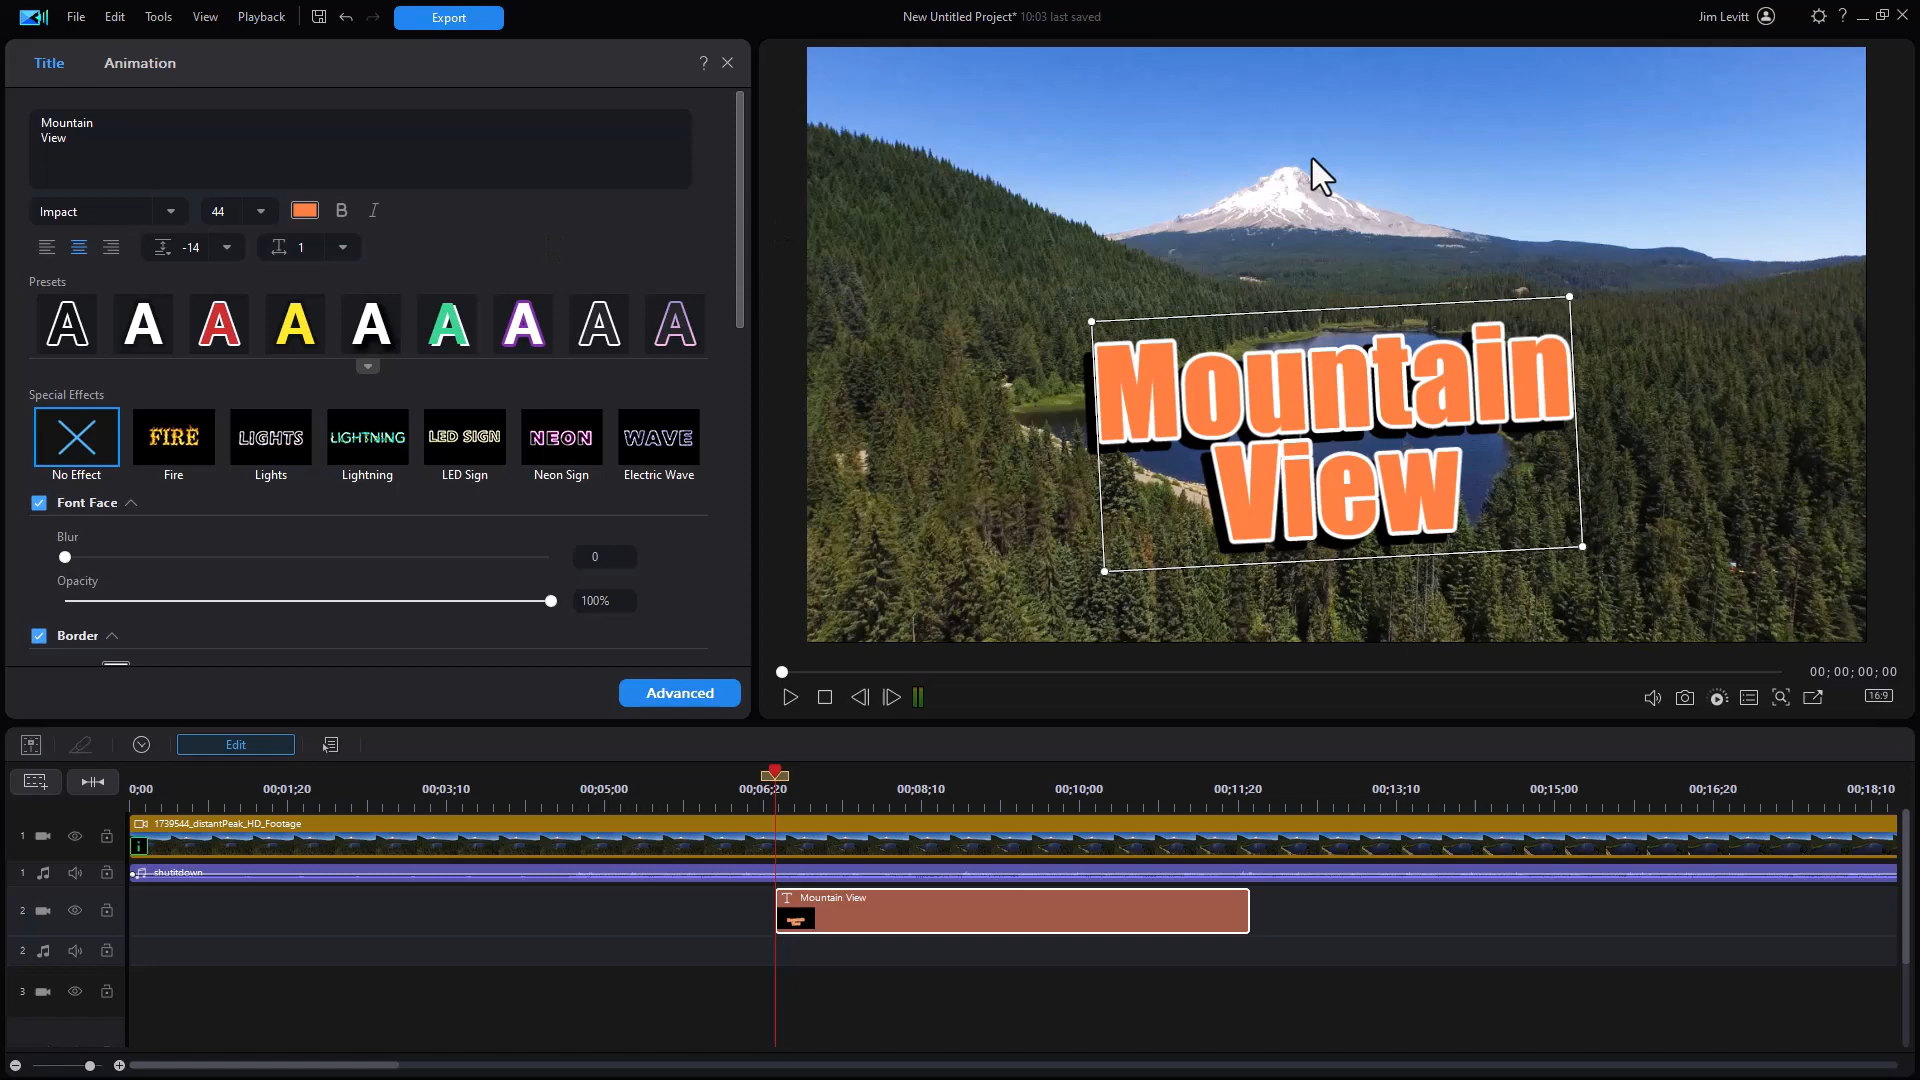 File Edit View Playback Export
Tools
New Untitled Project* 10:03 last saved
Jim Levitt
Title Animation
Mountain
View
Impact 44 B I
-14 1
Presets
A A A A A A A A A
Special Effects
FIRE LIGHTS LIGHTNING LED SIGN NEON WAVE
No Effect Fire Lights Lightning LED Sign Neon Sign Electric Wave
Font Face
Blur
0
Opacity
100%
Border
Advanced
Mountain
View
00;00;00;00
16:9
Edit
0;00 00;01;20 00;03;10 00;05;00 00;06;20 00;08;10 00;10;00 00;11;20 00;13;10 00;15;00 00;16;20 00;18;10
1 1739544_distantPeak_HD_Footage
i
1 shutitdown
2 T Mountain View
2
3